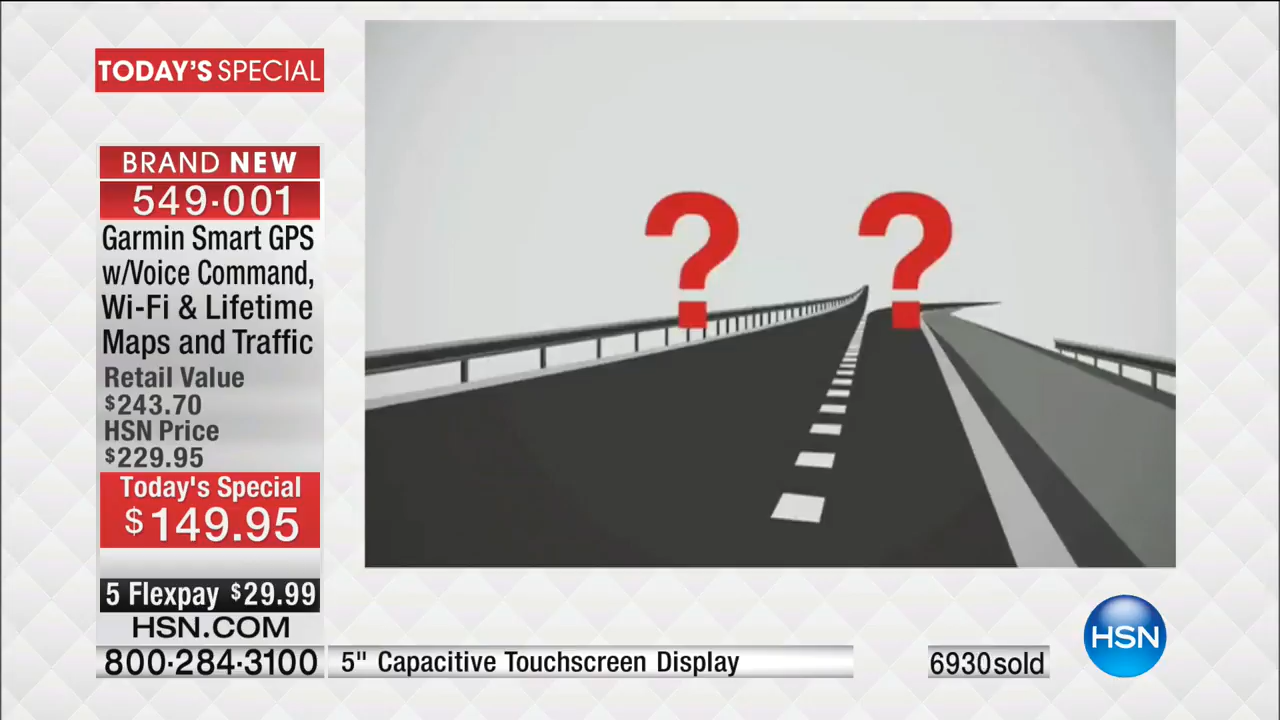 TODAY'S SPECIAL
BRAND NEW
549·001
Garmin Smart GPS
w/Voice Command,
Wi-Fi & Lifetime
Maps and Traffic
Retail Value
$243.70
HSN Price
$229.95
Today's Special
$149.95
5 Flexpay $29.99
HSN.COM
800·284·3100
? ?
5" Capacitive Touchscreen Display
6930 sold
HSN